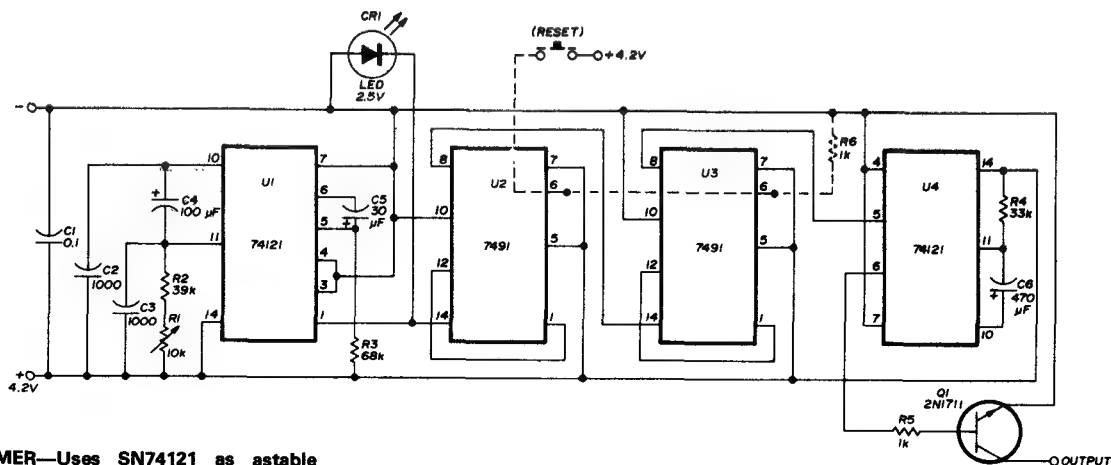 CR1
LED
2.5V
(RESET)
+4.2V
-
10
U1
7
6
C5
30
µF
+
5
4
3
1
11
14
74121
+
C4
100 µF
C1
0.1
C2
1000
C3
1000
R2
39k
R1
10k
R3
68k
+
4.2V
8
U2
7
6
10
7491
5
12
14
1
8
U3
7
6
10
7491
5
12
14
1
R6
1k
4
U4
14
5
74121
11
6
7
10
R4
33k
C6
470
µF
+
Q1
2N1711
R5
1k
OUTPUT
MER—Uses SN74121 as astable